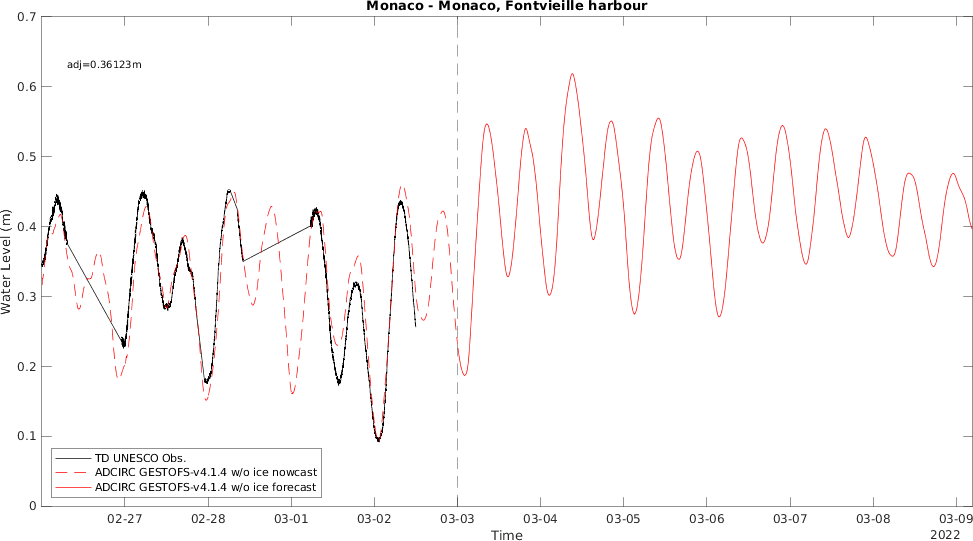 Monaco - Monaco, Fontvieille harbour
adj=0.36123m
Water Level (m)
0.7
0.6
0.5
0.4
0.3
0.2
0.1
0
TD UNESCO Obs.
ADCIRC GESTOFS-v4.1.4 w/o ice nowcast
ADCIRC GESTOFS-v4.1.4 w/o ice forecast
02-27 02-28 03-01 03-02 03-03 03-04 03-05 03-06 03-07 03-08 03-09
Time
2022